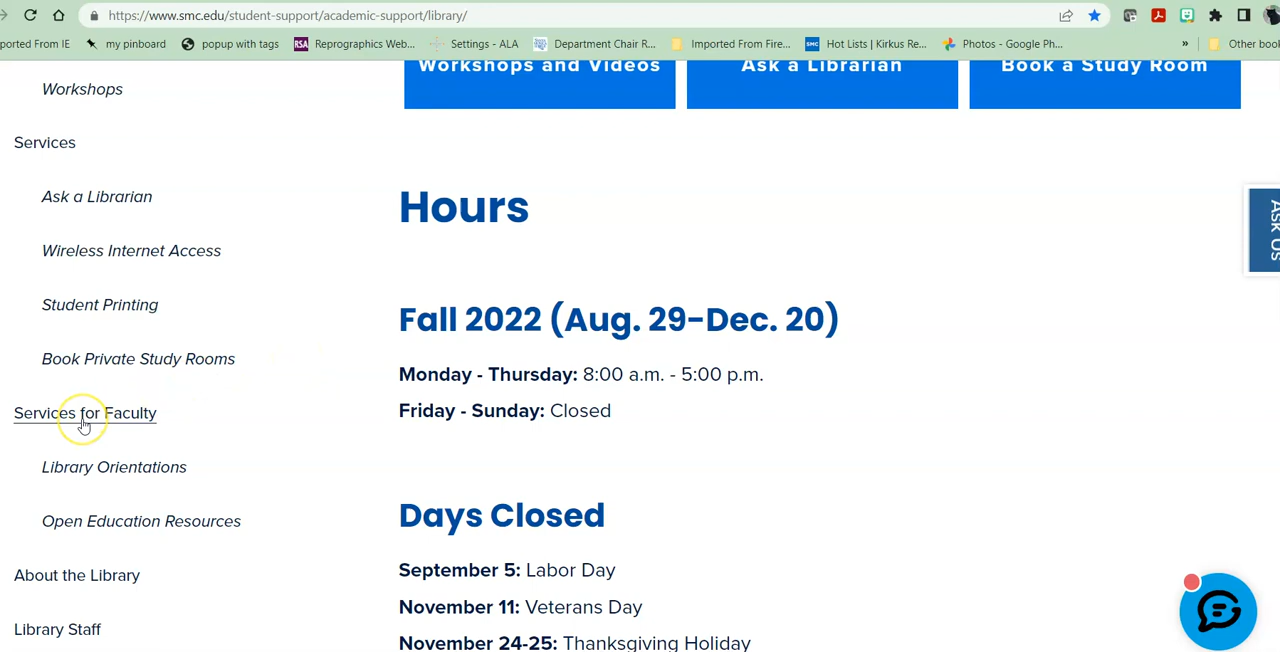 https://www.smc.edu/student-support/academic-support/library/
ported From IE my pinboard popup with tags RSA Reprographics Web... Settings - ALA Department Chair R... Imported From Fire... SMC Hot Lists | Kirkus Re... Photos - Google Ph... » Other book
Workshops and Videos Ask a Librarian Book a Study Room
Workshops
Services
Ask a Librarian
Wireless Internet Access
Student Printing
Book Private Study Rooms
Services for Faculty
Library Orientations
Open Education Resources
About the Library
Library Staff
Hours
Fall 2022 (Aug. 29-Dec. 20)
Monday - Thursday: 8:00 a.m. - 5:00 p.m.
Friday - Sunday: Closed
Days Closed
September 5: Labor Day
November 11: Veterans Day
November 24-25: Thanksgiving Holiday
ASK US